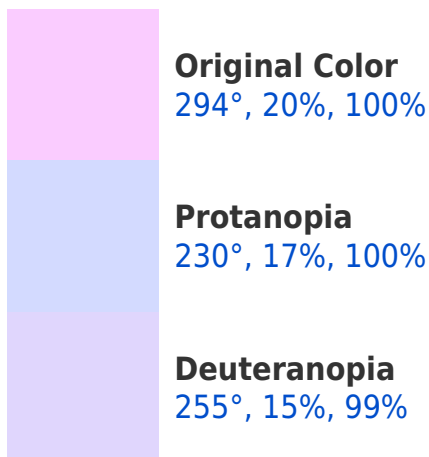 Original Color
294°, 20%, 100%
Protanopia
230°, 17%, 100%
Deuteranopia
255°, 15%, 99%